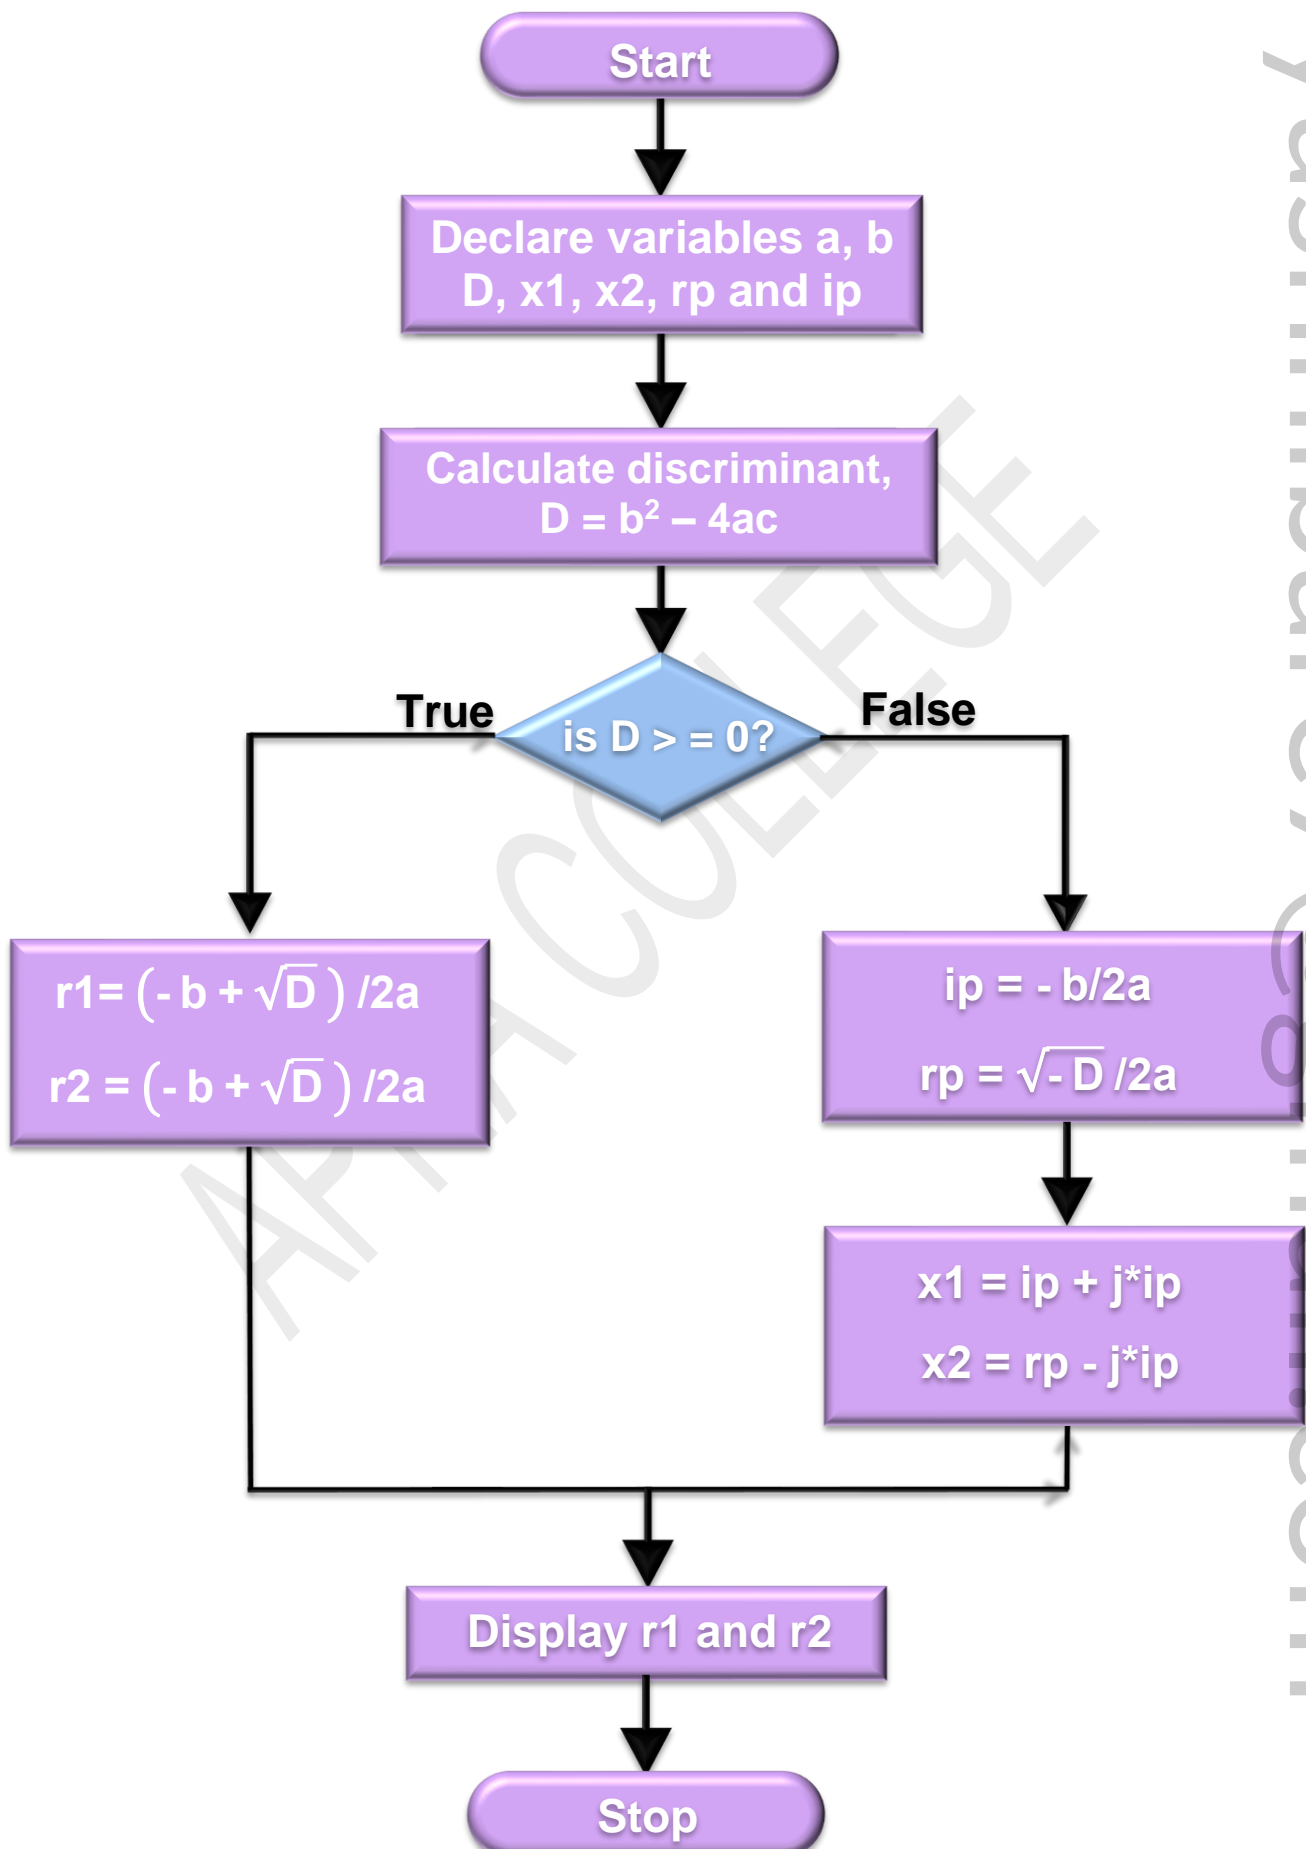 Start
Declare variables a, b
D, x1, x2, rp and ip
Calculate discriminant,
D = b² – 4ac
True
is D > = 0?
False
r1= (- b + √D ) /2a
r2 = (- b + √D ) /2a
ip = - b/2a
rp = √- D /2a
x1 = ip + j*ip
x2 = rp - j*ip
Display r1 and r2
Stop
COLLEGE